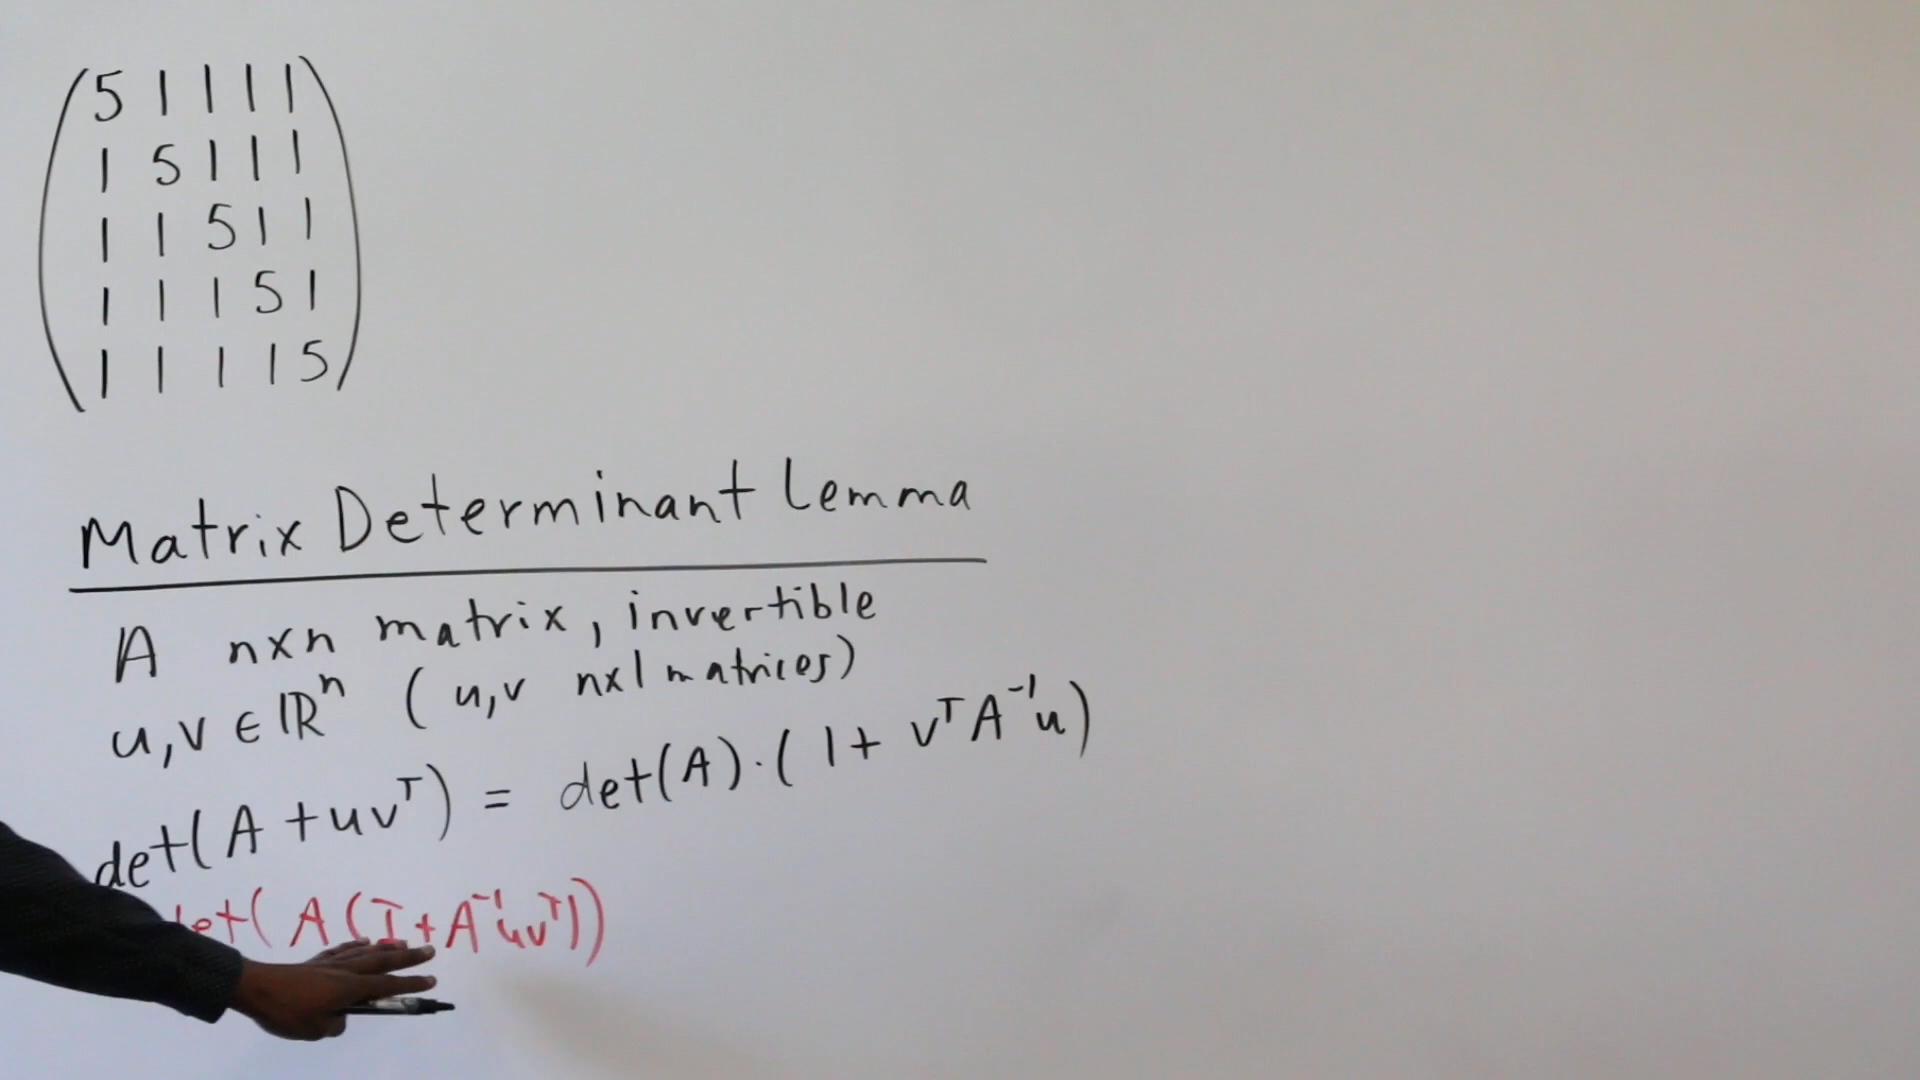 5 1 1 1 1
1 5 1 1 1
1 1 5 1 1
1 1 1 5 1
1 1 1 1 5
Matrix Determinant Lemma
A n×n matrix, invertible
u,v ∈ ℝⁿ (u,v n×1 matrices)
det(A + uvᵀ) = det(A)·(1 + vᵀA⁻¹u)
det(A(I+A⁻¹uvᵀ))